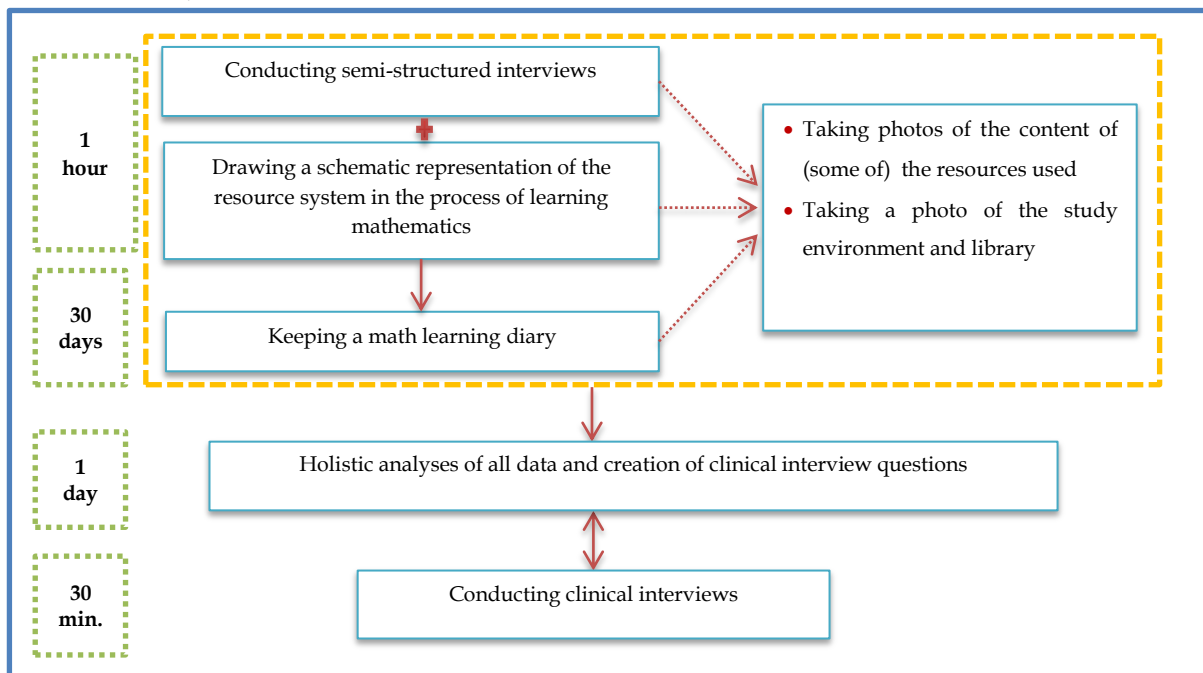 1
hour
Conducting semi-structured interviews
Drawing a schematic representation of the
resource system in the process of learning
mathematics
• Taking photos of the content of
(some of) the resources used
• Taking a photo of the study
environment and library
30
days
Keeping a math learning diary
1
day
Holistic analyses of all data and creation of clinical interview questions
30
min.
Conducting clinical interviews